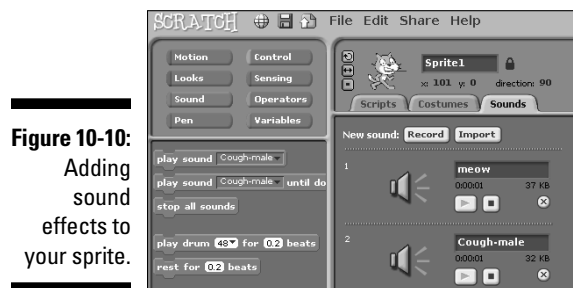 Figure 10-10:
Adding
sound
effects to
your sprite.
SCRATCH File Edit Share Help
Motion Control
Looks Sensing
Sound Operators
Pen Variables
play sound Cough-male
play sound Cough-male until do
stop all sounds
play drum 48 for 0.2 beats
rest for 0.2 beats
Sprite1
x: 101 y: 0 direction: 90
Scripts Costumes Sounds
New sound: Record Import
1 meow
0:00:01 37 KB
2 Cough-male
0:00:01 32 KB